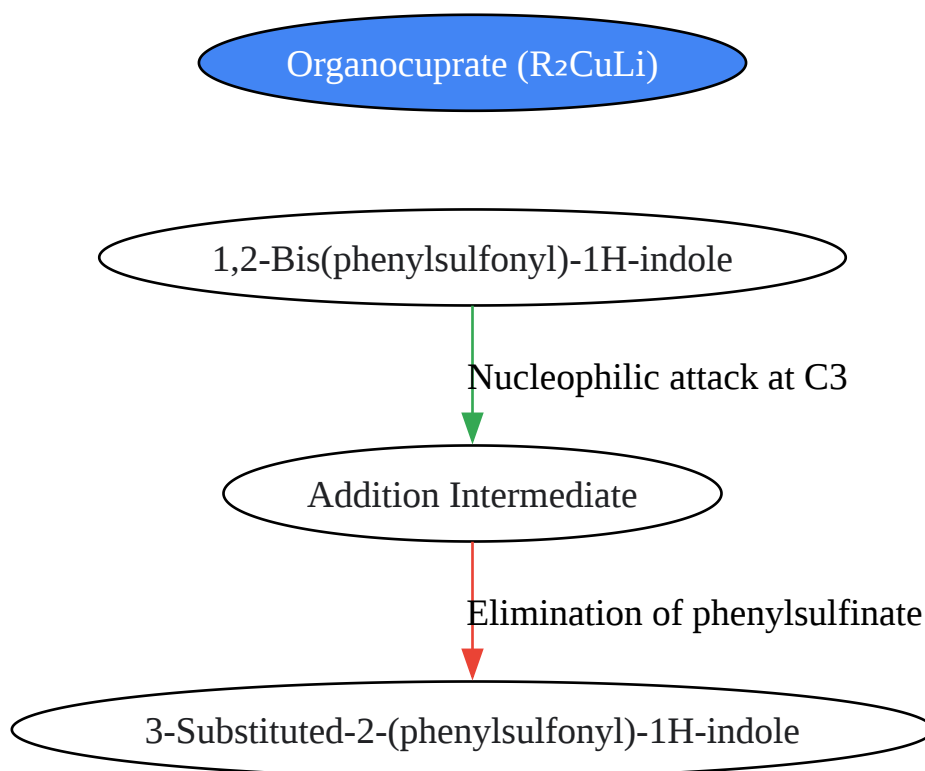 Organocuprate (R₂CuLi)
1,2-Bis(phenylsulfonyl)-1H-indole
Nucleophilic attack at C3
Addition Intermediate
Elimination of phenylsulfinate
3-Substituted-2-(phenylsulfonyl)-1H-indole